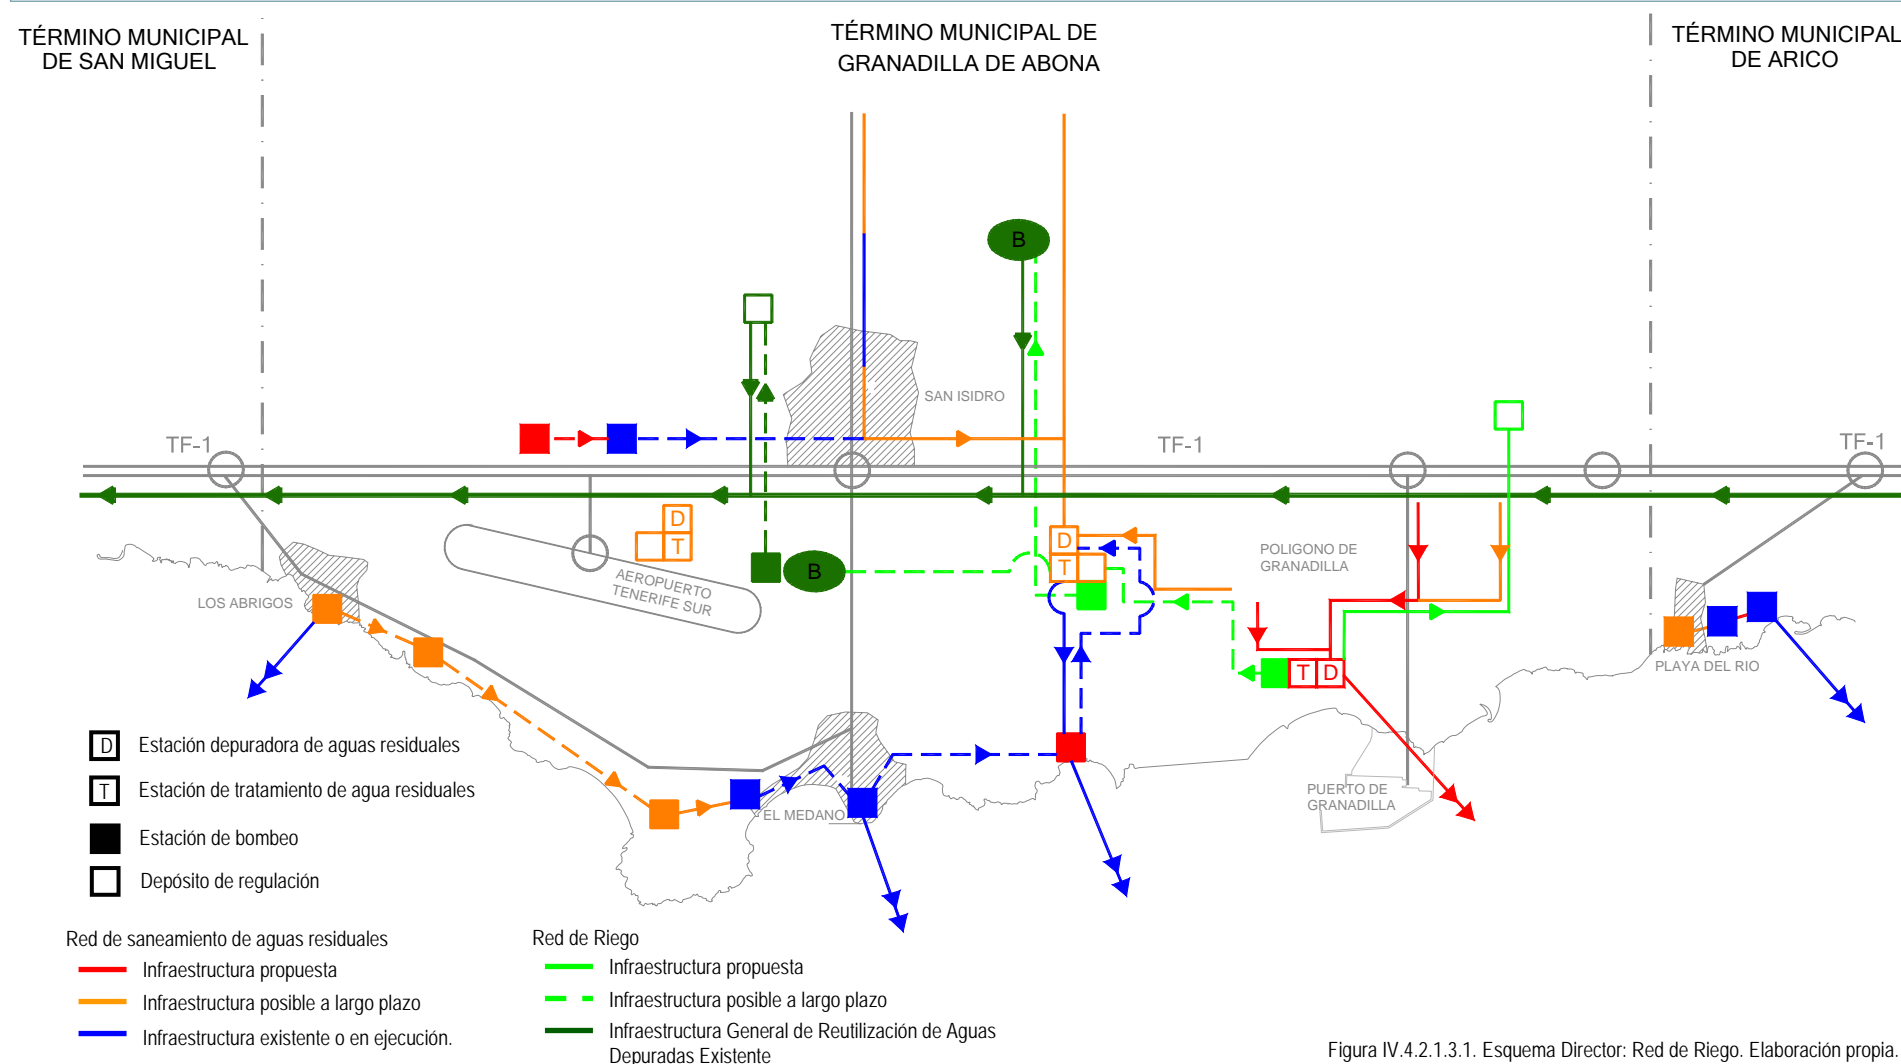 TÉRMINO MUNICIPAL
DE SAN MIGUEL
TÉRMINO MUNICIPAL DE
GRANADILLA DE ABONA
TÉRMINO MUNICIPAL
DE ARICO
B
SAN ISIDRO
TF-1
TF-1
TF-1
D
T
B
D
T
POLIGONO DE
GRANADILLA
AEROPUERTO
TENERIFE SUR
LOS ABRIGOS
T
D
PLAYA DEL RIO
PUERTO DE
GRANADILLA
EL MEDANO
D
Estación depuradora de aguas residuales
T
Estación de tratamiento de agua residuales
Estación de bombeo
Depósito de regulación
Red de saneamiento de aguas residuales
Infraestructura propuesta
Infraestructura posible a largo plazo
Infraestructura existente o en ejecución.
Red de Riego
Infraestructura propuesta
Infraestructura posible a largo plazo
Infraestructura General de Reutilización de Aguas
Depuradas Existente
Figura IV.4.2.1.3.1. Esquema Director: Red de Riego. Elaboración propia.